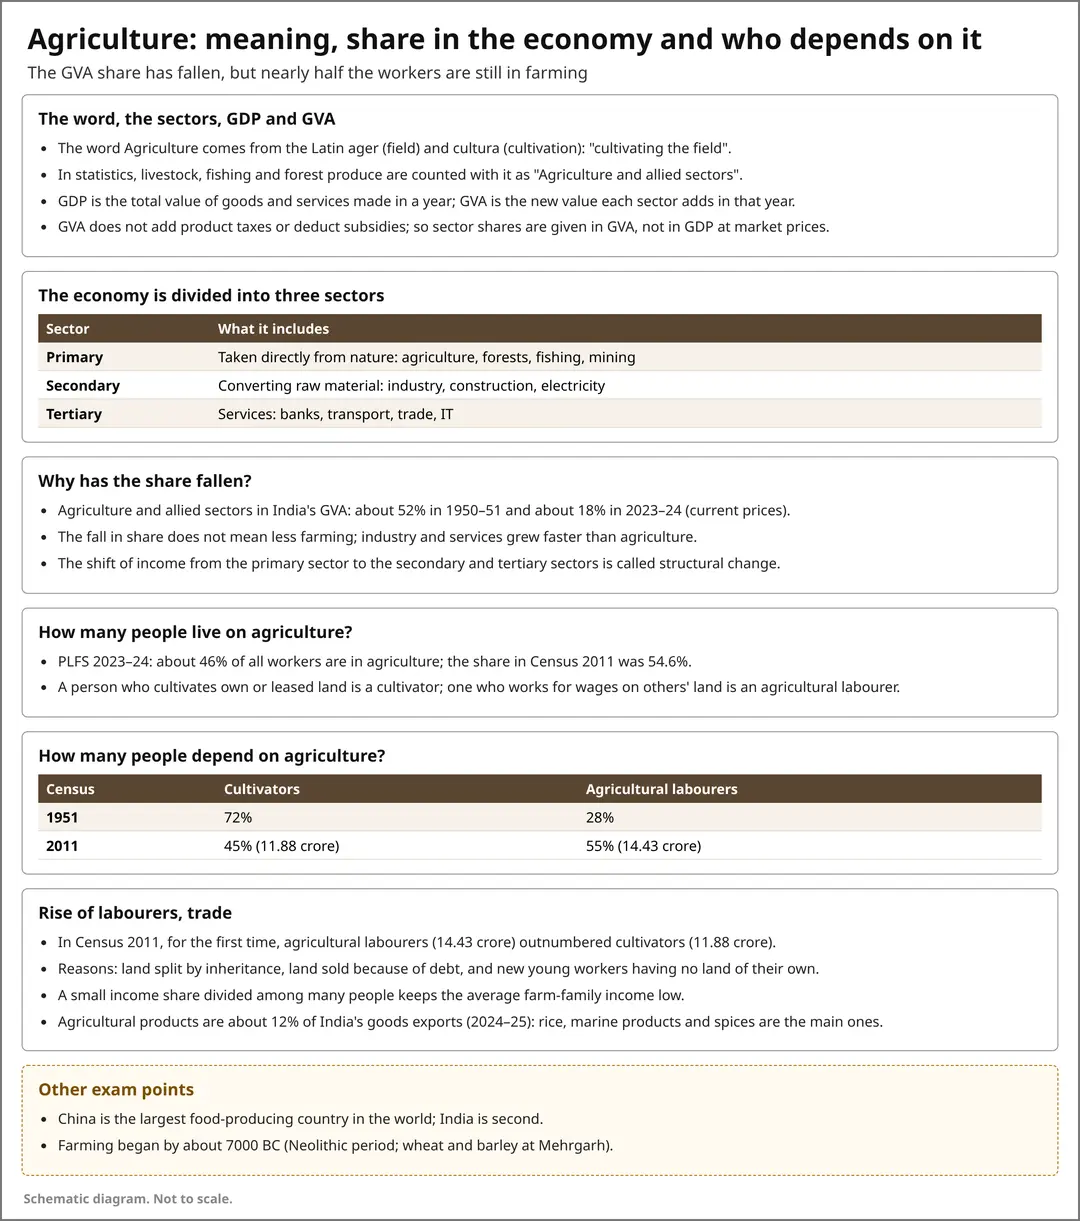 Agriculture: meaning, share in the economy and who depends on it
The GVA share has fallen, but nearly half the workers are still in farming
The word, the sectors, GDP and GVA
• The word Agriculture comes from the Latin ager (field) and cultura (cultivation): "cultivating the field".
• In statistics, livestock, fishing and forest produce are counted with it as "Agriculture and allied sectors".
• GDP is the total value of goods and services made in a year; GVA is the new value each sector adds in that year.
• GVA does not add product taxes or deduct subsidies; so sector shares are given in GVA, not in GDP at market prices.
The economy is divided into three sectors
Sector What it includes
Primary Taken directly from nature: agriculture, forests, fishing, mining
Secondary Converting raw material: industry, construction, electricity
Tertiary Services: banks, transport, trade, IT
Why has the share fallen?
• Agriculture and allied sectors in India's GVA: about 52% in 1950–51 and about 18% in 2023–24 (current prices).
• The fall in share does not mean less farming; industry and services grew faster than agriculture.
• The shift of income from the primary sector to the secondary and tertiary sectors is called structural change.
How many people live on agriculture?
• PLFS 2023–24: about 46% of all workers are in agriculture; the share in Census 2011 was 54.6%.
• A person who cultivates own or leased land is a cultivator; one who works for wages on others' land is an agricultural labourer.
How many people depend on agriculture?
Census Cultivators Agricultural labourers
1951 72% 28%
2011 45% (11.88 crore) 55% (14.43 crore)
Rise of labourers, trade
• In Census 2011, for the first time, agricultural labourers (14.43 crore) outnumbered cultivators (11.88 crore).
• Reasons: land split by inheritance, land sold because of debt, and new young workers having no land of their own.
• A small income share divided among many people keeps the average farm-family income low.
• Agricultural products are about 12% of India's goods exports (2024–25): rice, marine products and spices are the main ones.
Other exam points
• China is the largest food-producing country in the world; India is second.
• Farming began by about 7000 BC (Neolithic period; wheat and barley at Mehrgarh).
Schematic diagram. Not to scale.